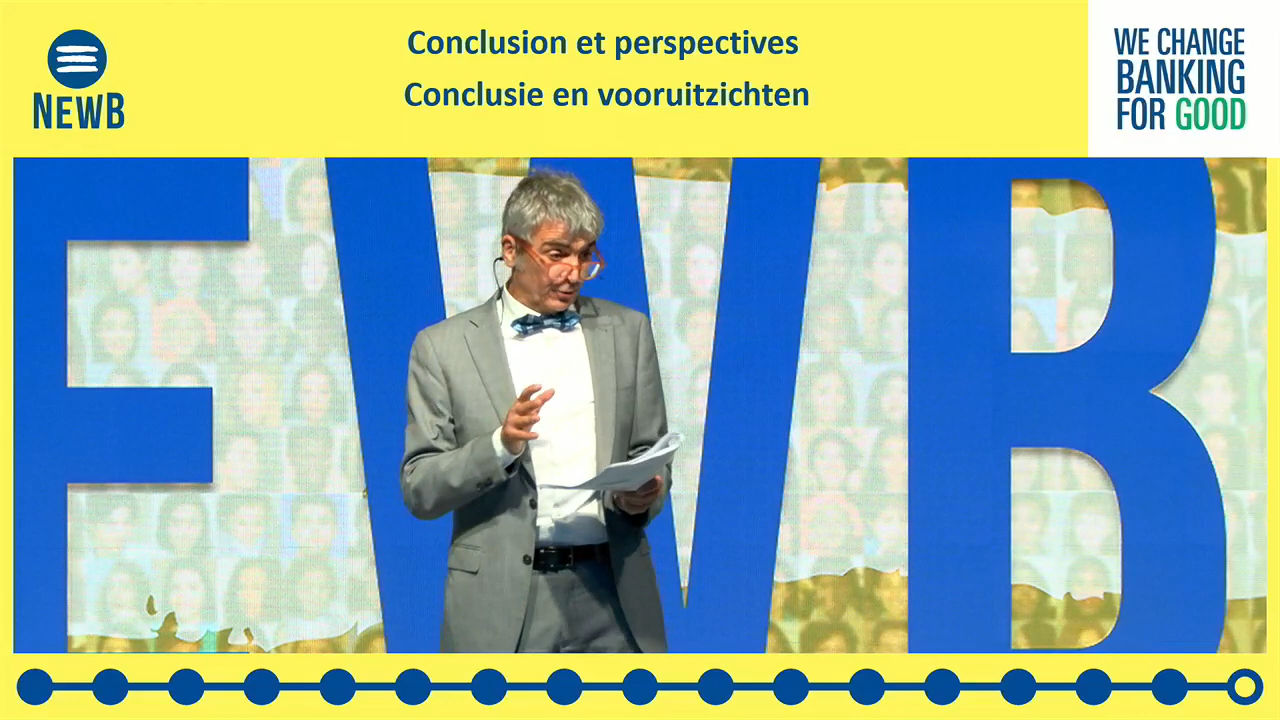 Conclusion et perspectives
Conclusie en vooruitzichten
NEWB
WE CHANGE
BANKING
FOR GOOD
EWB